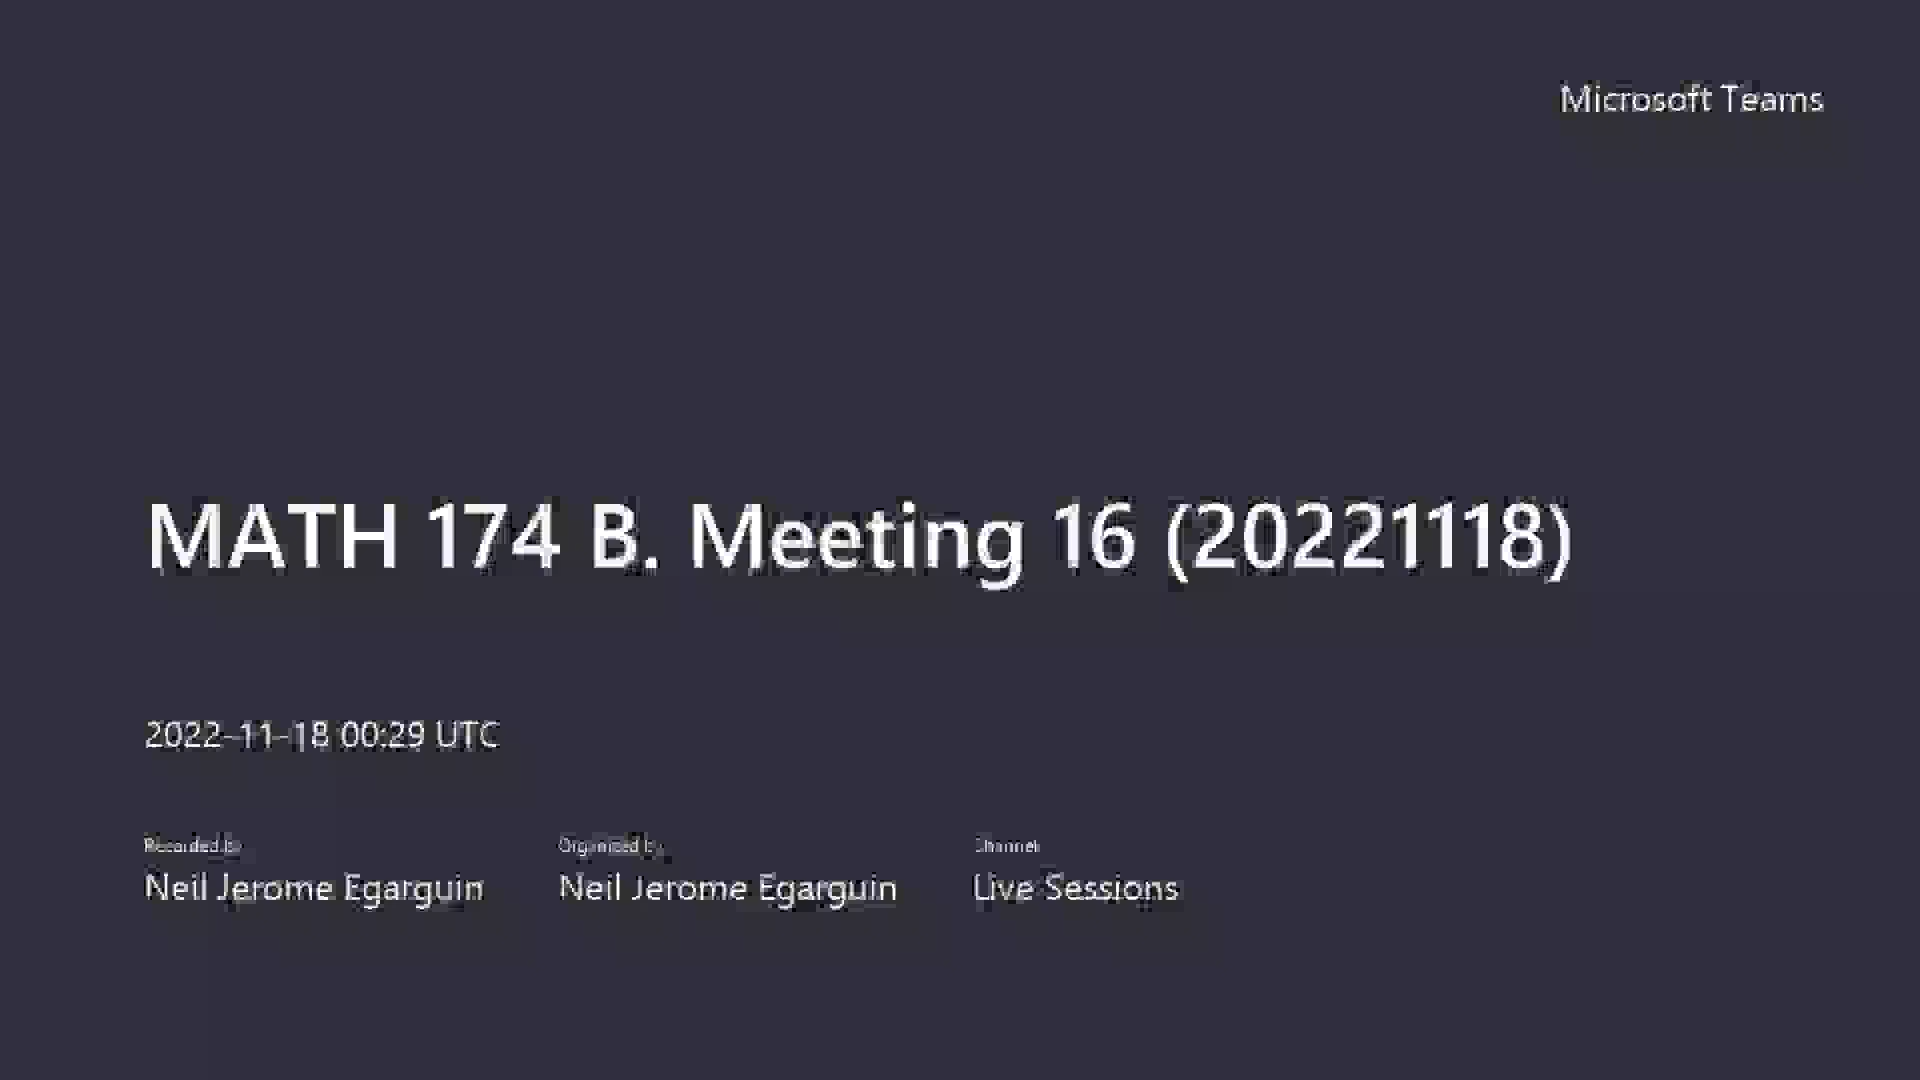 Microsoft Teams
MATH 174 B. Meeting 16 (20221118)
2022-11-18 00:29 UTC
Recorded by
Organized by
Channel
Neil Jerome Egarguin
Neil Jerome Egarguin
Live Sessions